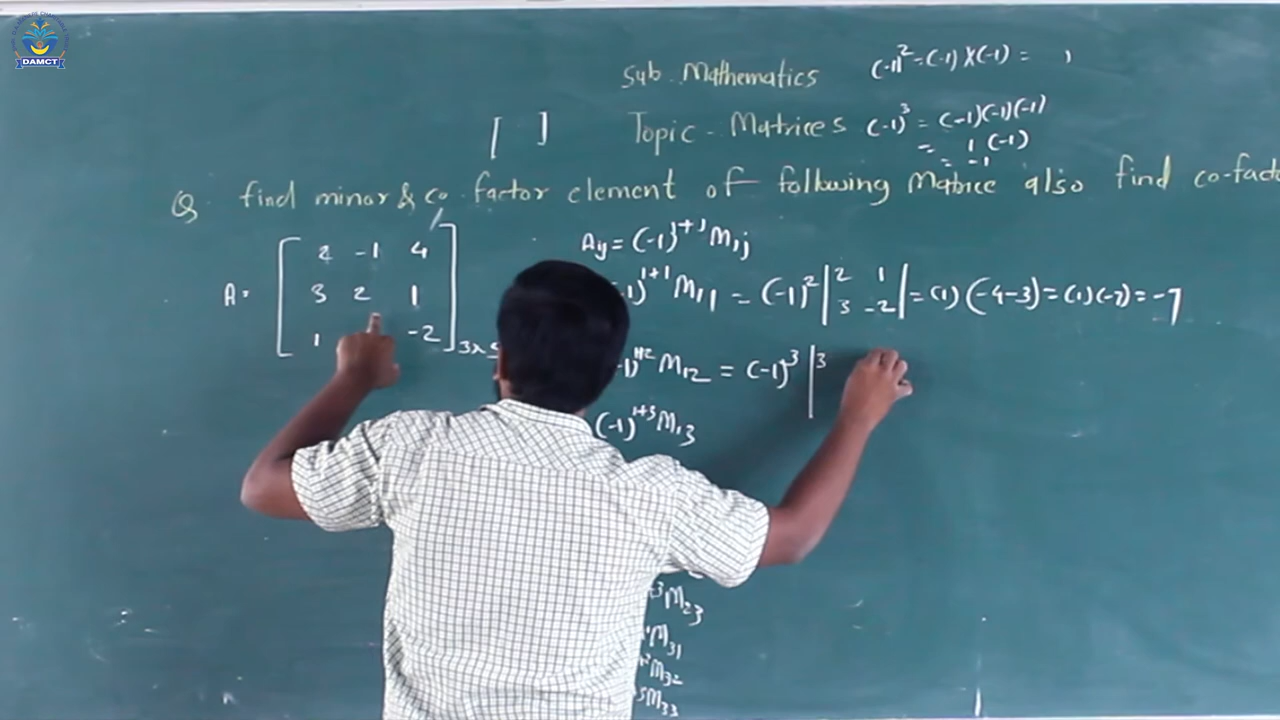 DAMCT
Sub. Mathematics (-1)² = (-1) X (-1) = 1
[ ] Topic - Matrices (-1)³ = (-1)(-1)(-1)
= 1 (-1)
= -1
Q find minor & co factor element of following Matrice also find co-facto
Aij = (-1)^{i+j} Mij
A = [ 2 -1 4
3 2 1
1 -2 ]
1)^{1+1} M11 = (-1)² | 2 1
3 -2 | = (1) (-4-3) = (1) (-7) = -7
-1)^{1+2} M12 = (-1)³ | 3
(-1)^{1+3} M13
+3 M23
M31
M32
M33